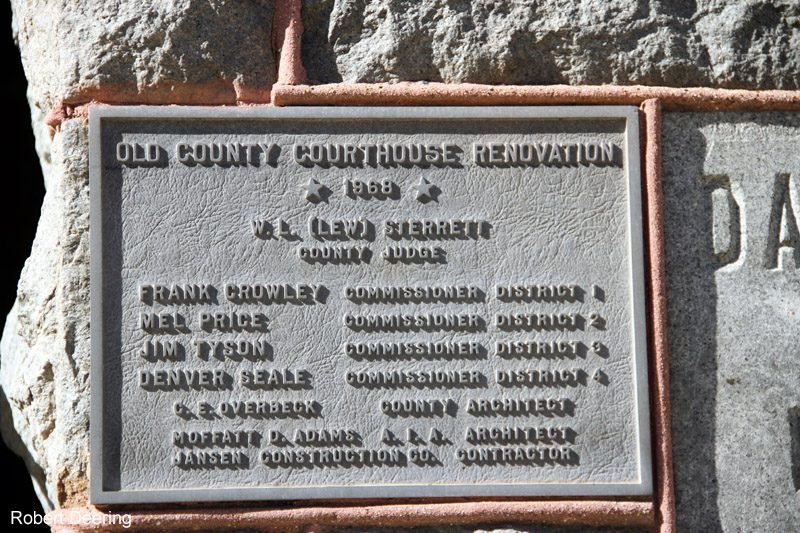 OLD COUNTY COURTHOUSE RENOVATION
★ 1968 ★
W. L. (LEW) STERRETT
COUNTY JUDGE
FRANK CROWLEY COMMISSIONER DISTRICT 1
MEL PRICE COMMISSIONER DISTRICT 2
JIM TYSON COMMISSIONER DISTRICT 3
DENVER SEALE COMMISSIONER DISTRICT 4
C. E. OVERBECK COUNTY ARCHITECT
MOFFATT D. ADAMS A. I. A. ARCHITECT
JANSEN CONSTRUCTION CO. CONTRACTOR
DA
Robert Deering